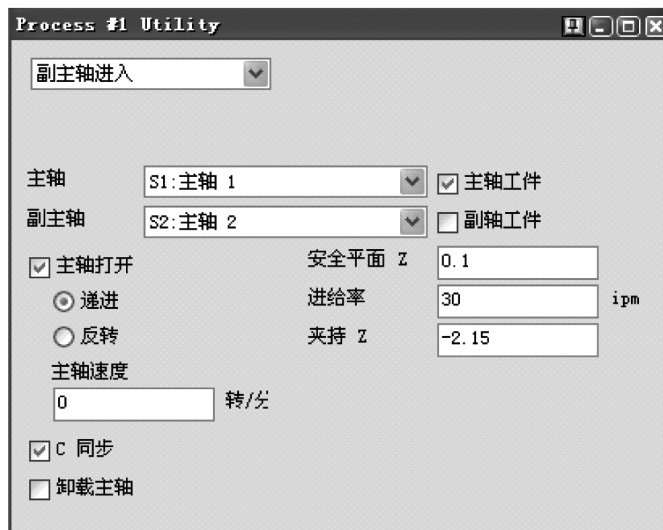 Process #1 Utility
副主轴进入
主轴 S1:主轴 1 主轴工件
副主轴 S2:主轴 2 副轴工件
主轴打开 安全平面 Z 0.1
递进 进给率 30 ipm
反转 夹持 Z -2.15
主轴速度
0 转/分
C 同步
卸载主轴